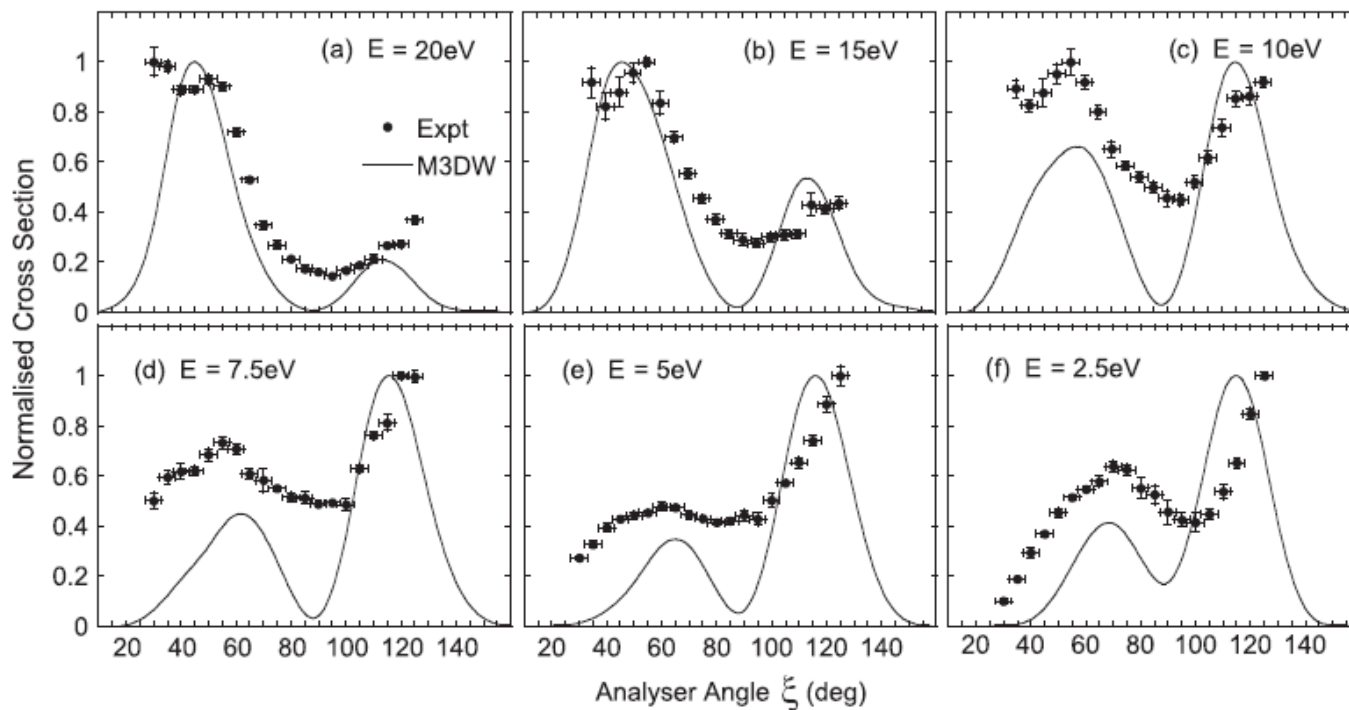 (a) E = 20eV
(b) E = 15eV
(c) E = 10eV
Expt
M3DW
1
0.8
0.6
0.4
0.2
0
(d) E = 7.5eV
(e) E = 5eV
(f) E = 2.5eV
1
0.8
0.6
0.4
0.2
0
20 40 60 80 100 120 140
20 40 60 80 100 120 140
20 40 60 80 100 120 140
Normalised Cross Section
Analyser Angle ξ (deg)